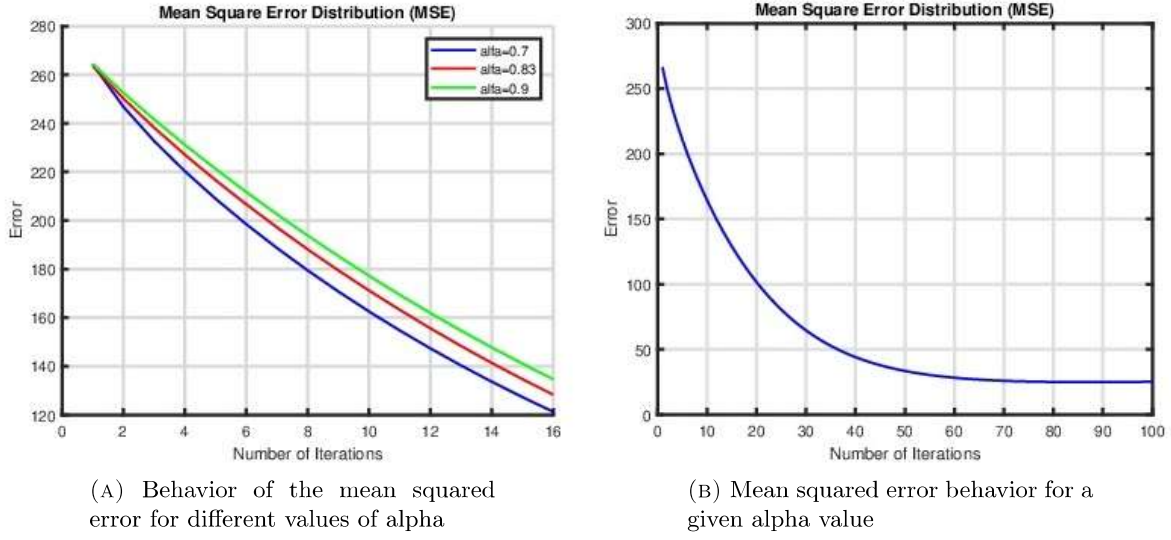 Mean Square Error Distribution (MSE)
280
260
240
220
200
180
160
140
120
Error
alfa=0.7
alfa=0.83
alfa=0.9
0 2 4 6 8 10 12 14 16
Number of Iterations
(A) Behavior of the mean squared
error for different values of alpha
Mean Square Error Distribution (MSE)
300
250
200
150
100
50
0
Error
0 10 20 30 40 50 60 70 80 90 100
Number of Iterations
(B) Mean squared error behavior for a
given alpha value